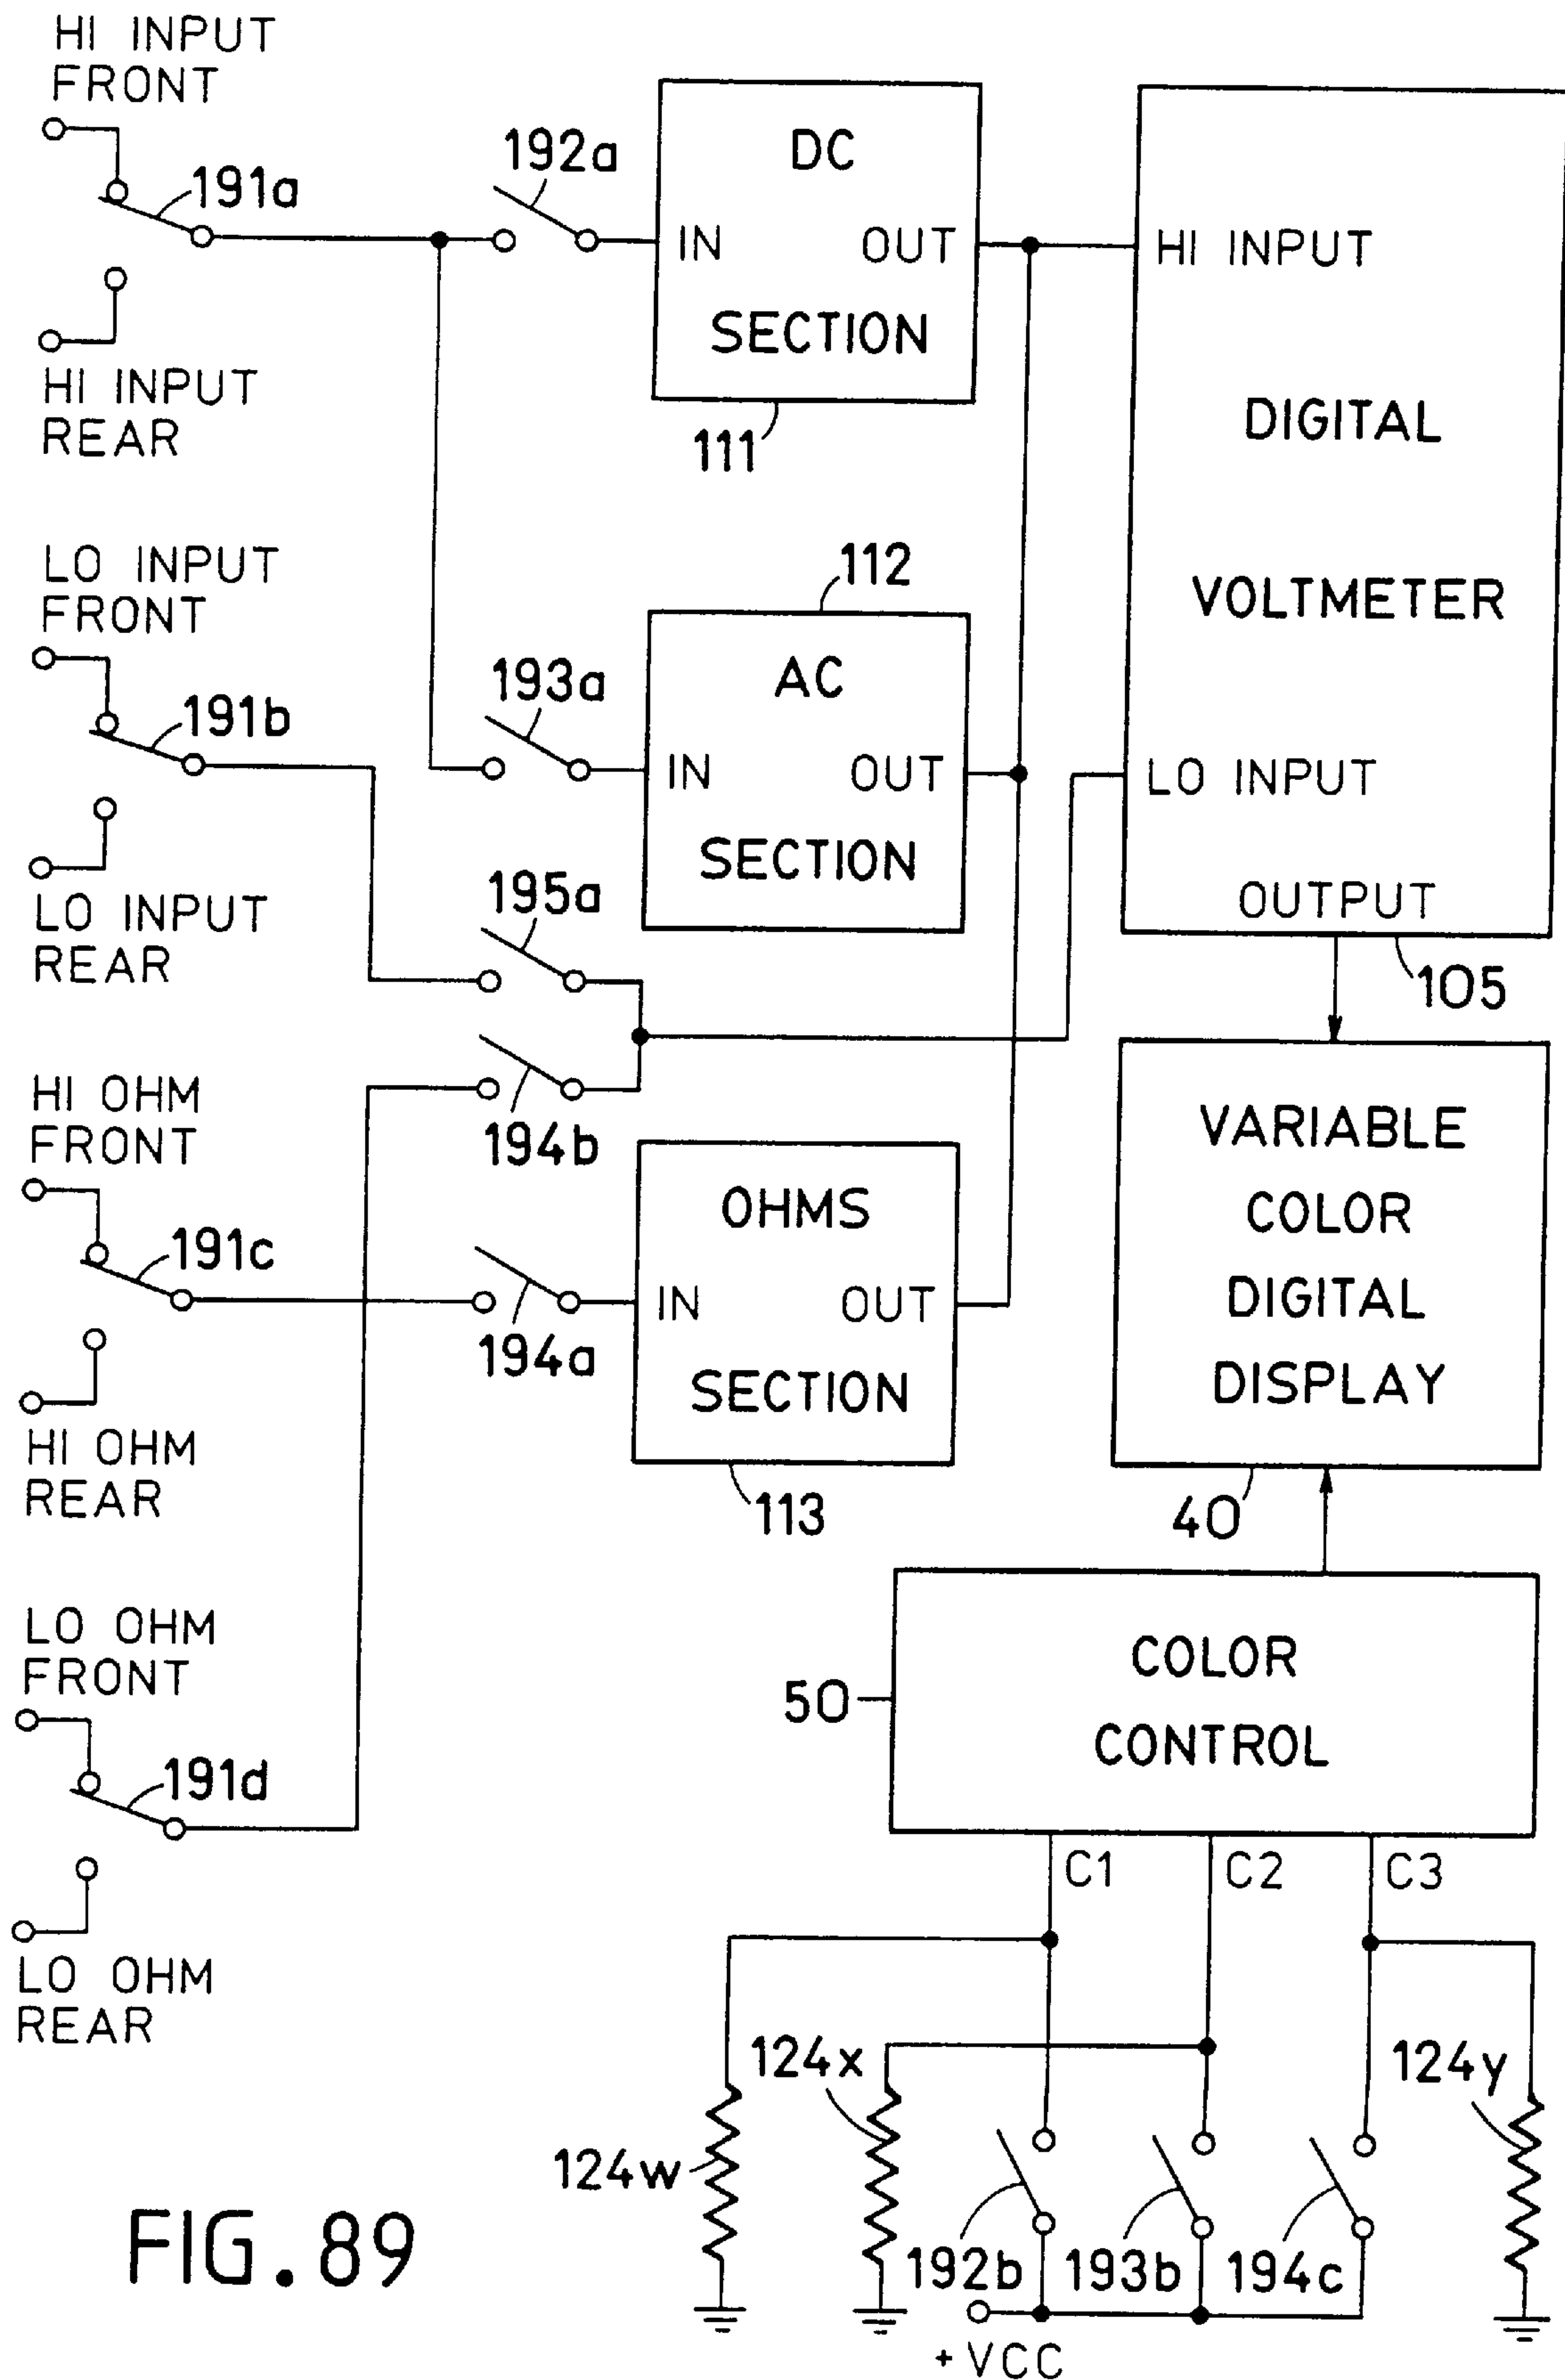 HI INPUT
FRONT
191a
HI INPUT
REAR
192a
DC
IN OUT
SECTION
111
HI INPUT
DIGITAL
VOLTMETER
LO INPUT
OUTPUT
105
LO INPUT
FRONT
191b
LO INPUT
REAR
112
193a
AC
IN OUT
SECTION
195a
194b
HI OHM
FRONT
191c
HI OHM
REAR
194a
OHMS
IN OUT
SECTION
113
VARIABLE
COLOR
DIGITAL
DISPLAY
40
LO OHM
FRONT
191d
LO OHM
REAR
50
COLOR
CONTROL
C1 C2 C3
124w
124x
124y
192b 193b 194c
+VCC
FIG. 89